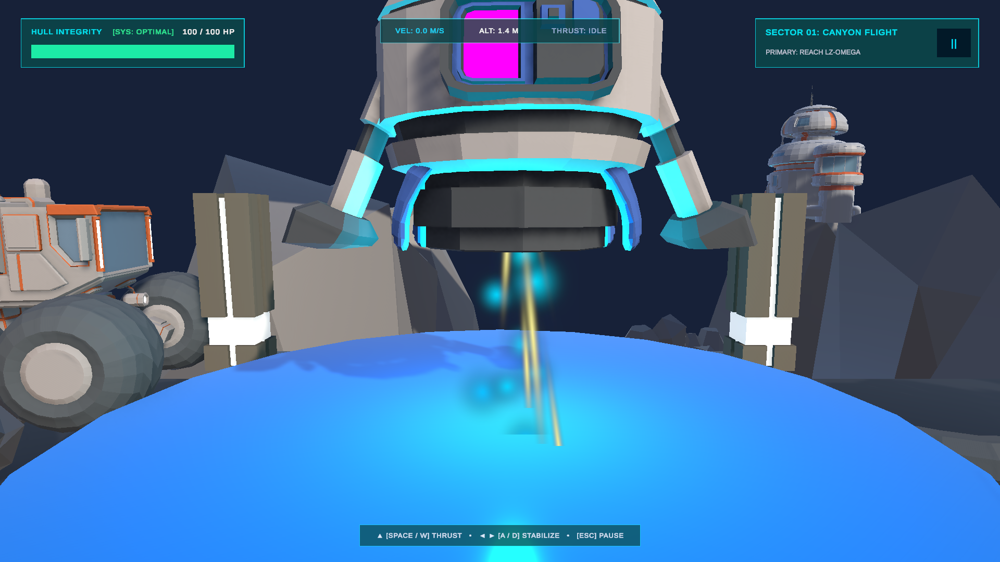 HULL INTEGRITY [SYS: OPTIMAL] 100 / 100 HP
VEL: 0.0 M/S ALT: 1.4 M THRUST: IDLE
SECTOR 01: CANYON FLIGHT
PRIMARY: REACH LZ-OMEGA
▲ [SPACE / W] THRUST • ◄ ► [A / D] STABILIZE • [ESC] PAUSE